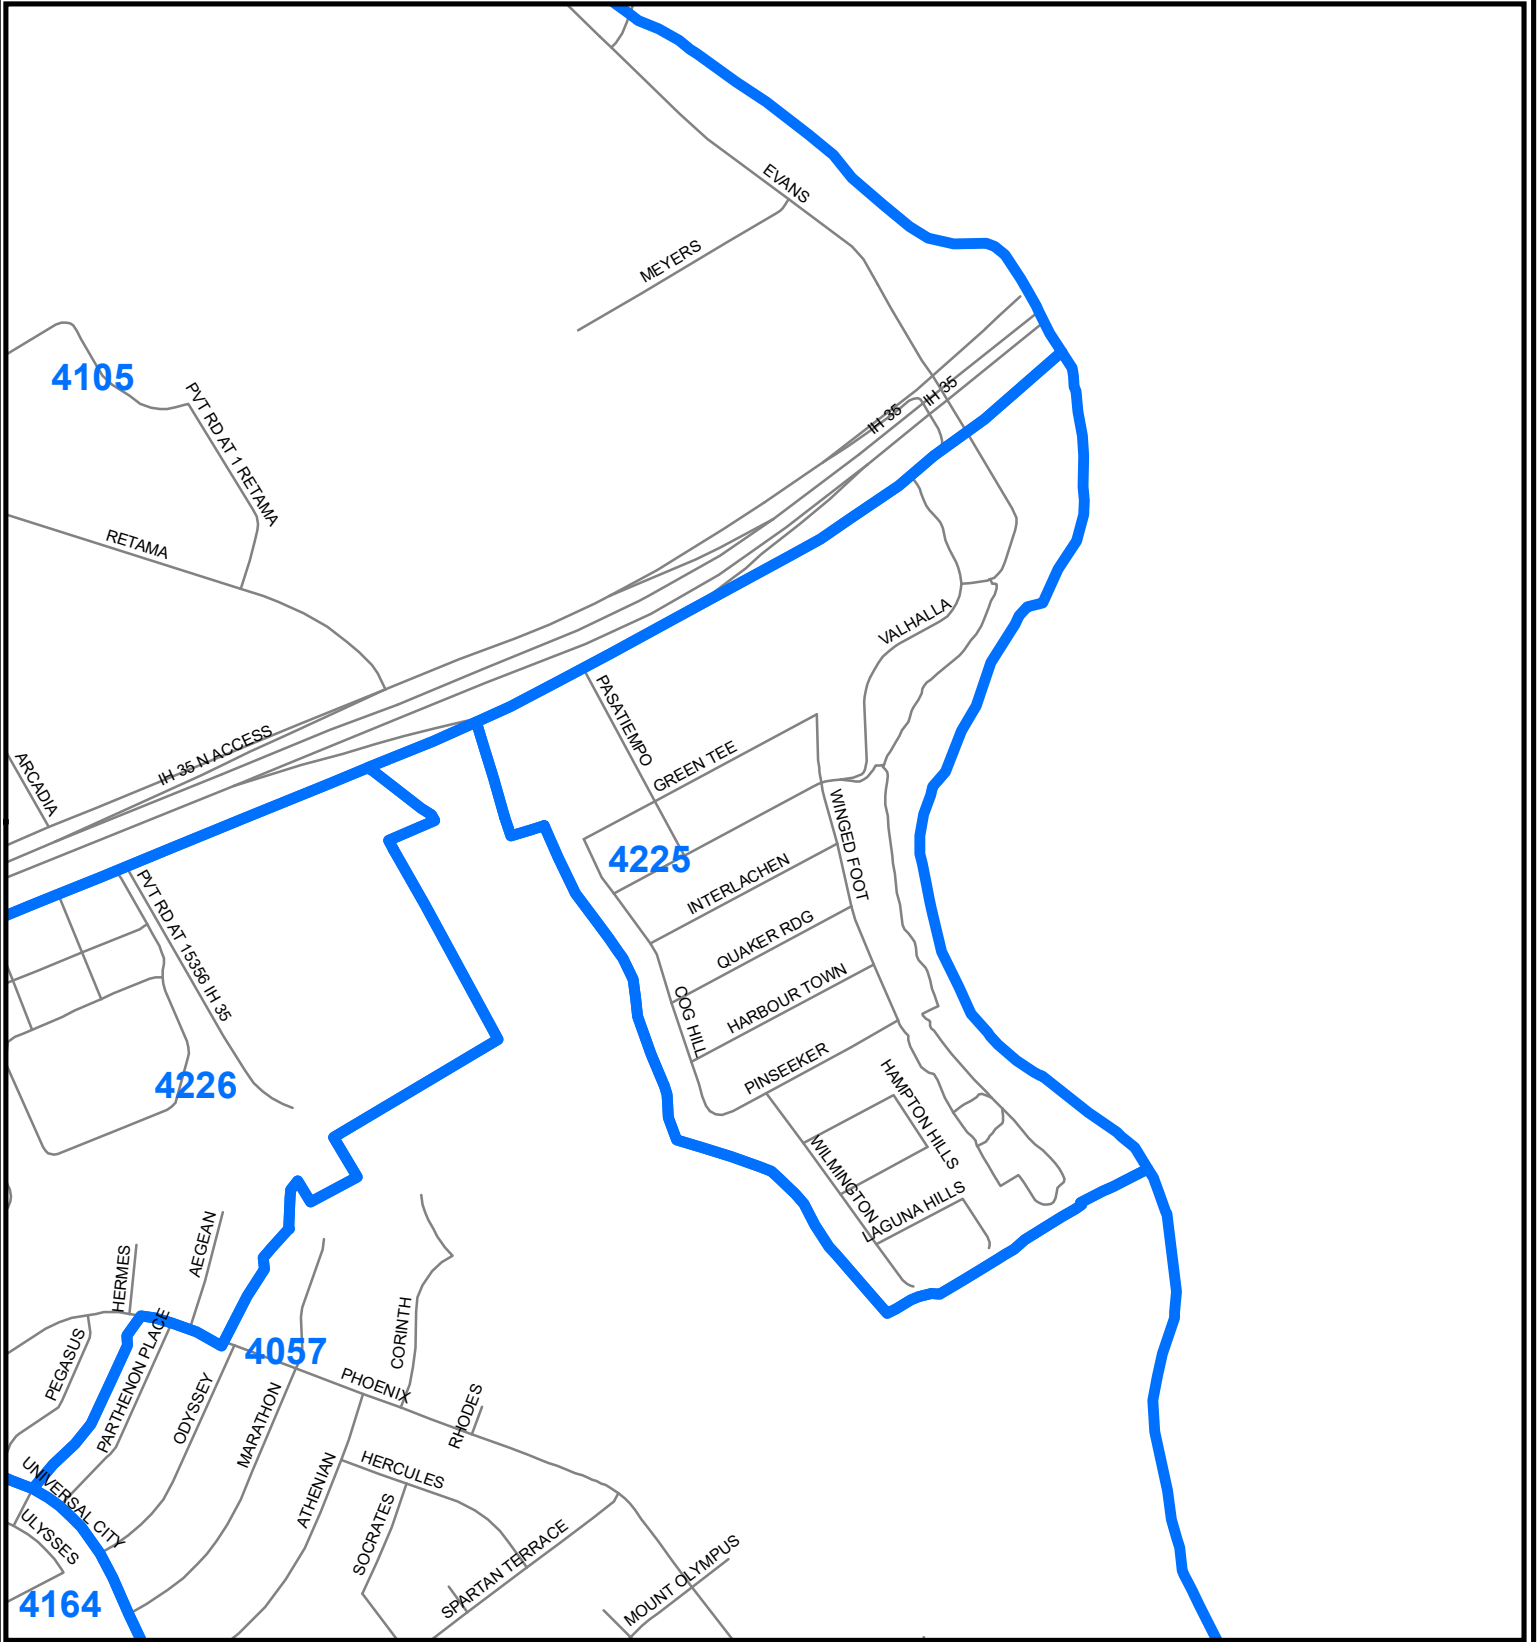 EVANS
MEYERS
4105
PVT RD AT 1 RETAMA
IH 35
IH 35
RETAMA
VALHALLA
PASATIEMPO
IH 35 N ACCESS
GREEN TEE
ARCADIA
WINGED FOOT
4225
INTERLACHEN
PVT RD AT 15356 IH 35
QUAKER RDG
HARBOUR TOWN
COG HILL
PINSEEKER
4226
HAMPTON HILLS
WILMINGTON
LAGUNA HILLS
AEGEAN
HERMES
PARTHENON PLACE
4057
CORINTH
PEGASUS
PHOENIX
ODYSSEY
MARATHON
RHODES
HERCULES
UNIVERSAL CITY
ATHENIAN
ULYSSES
SOCRATES
SPARTAN TERRACE
MOUNT OLYMPUS
4164